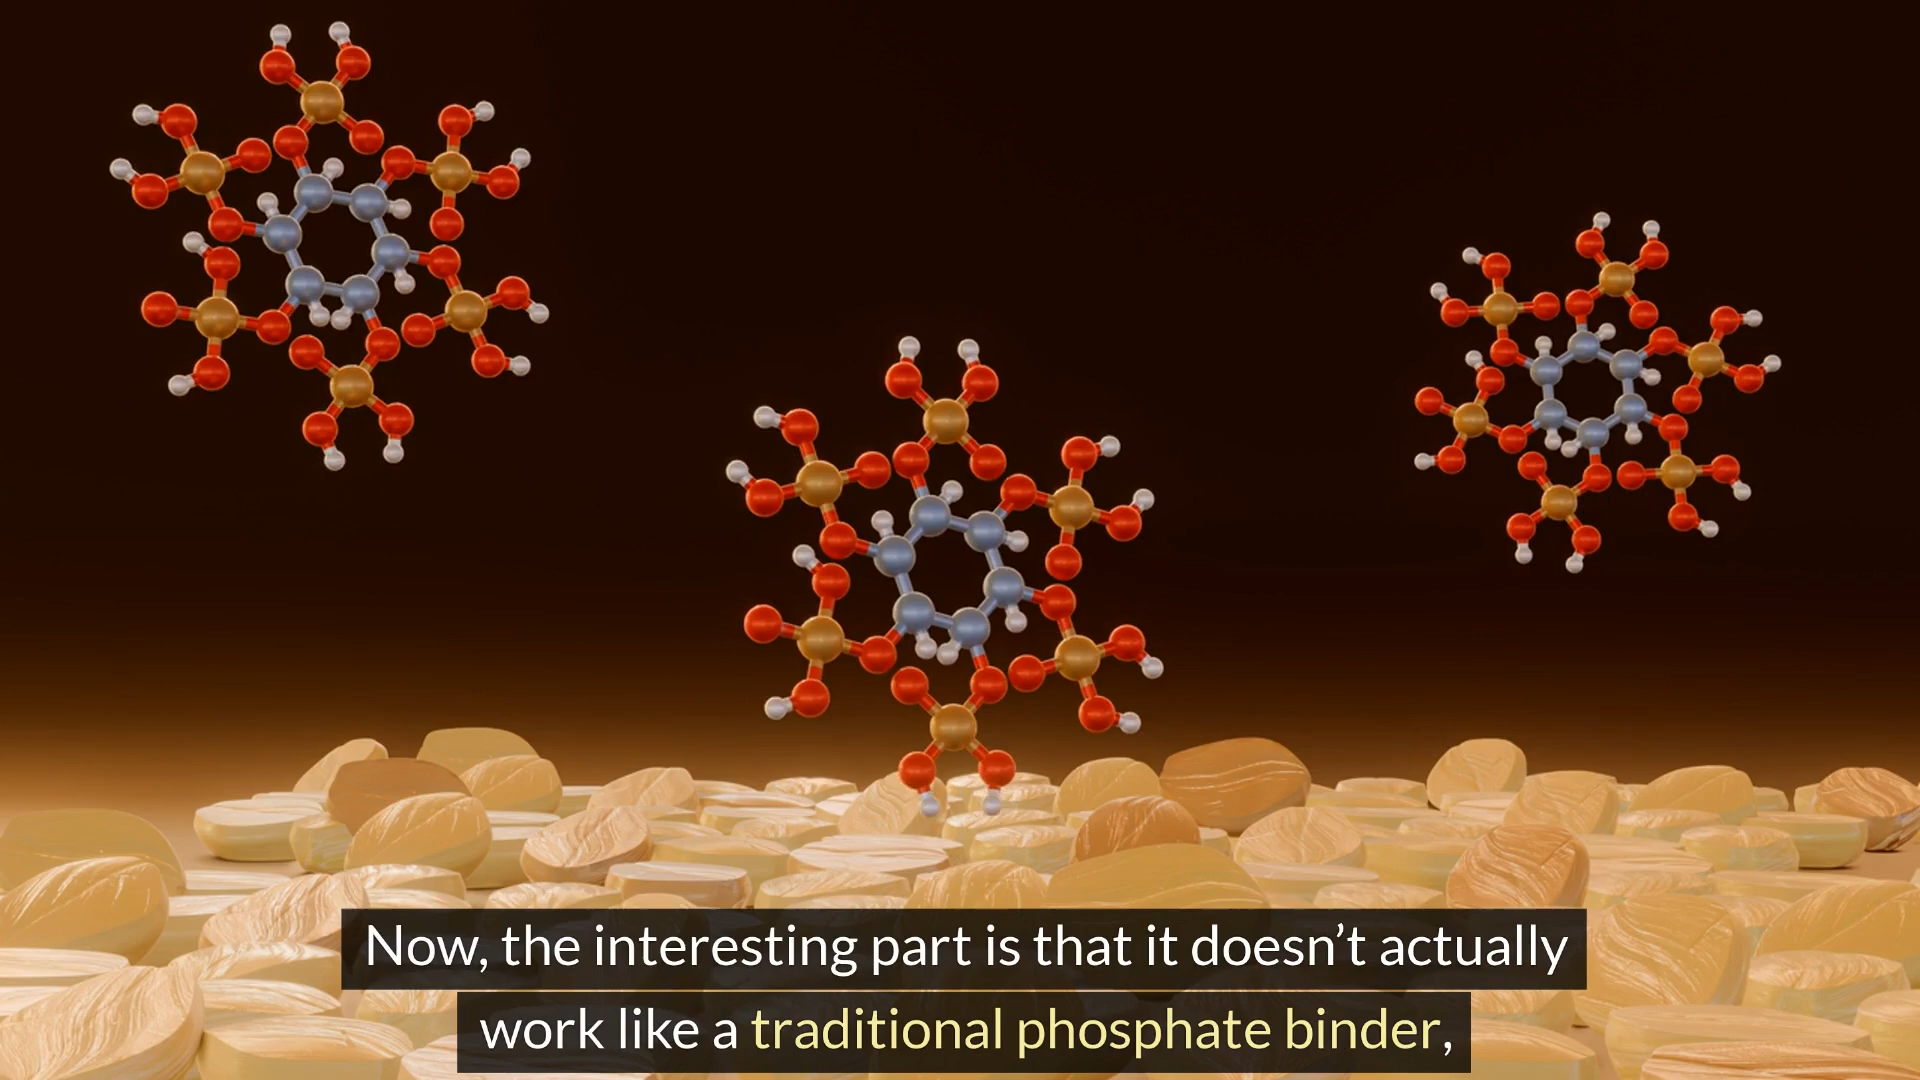 Now, the interesting part is that it doesn’t actually
work like a traditional phosphate binder,